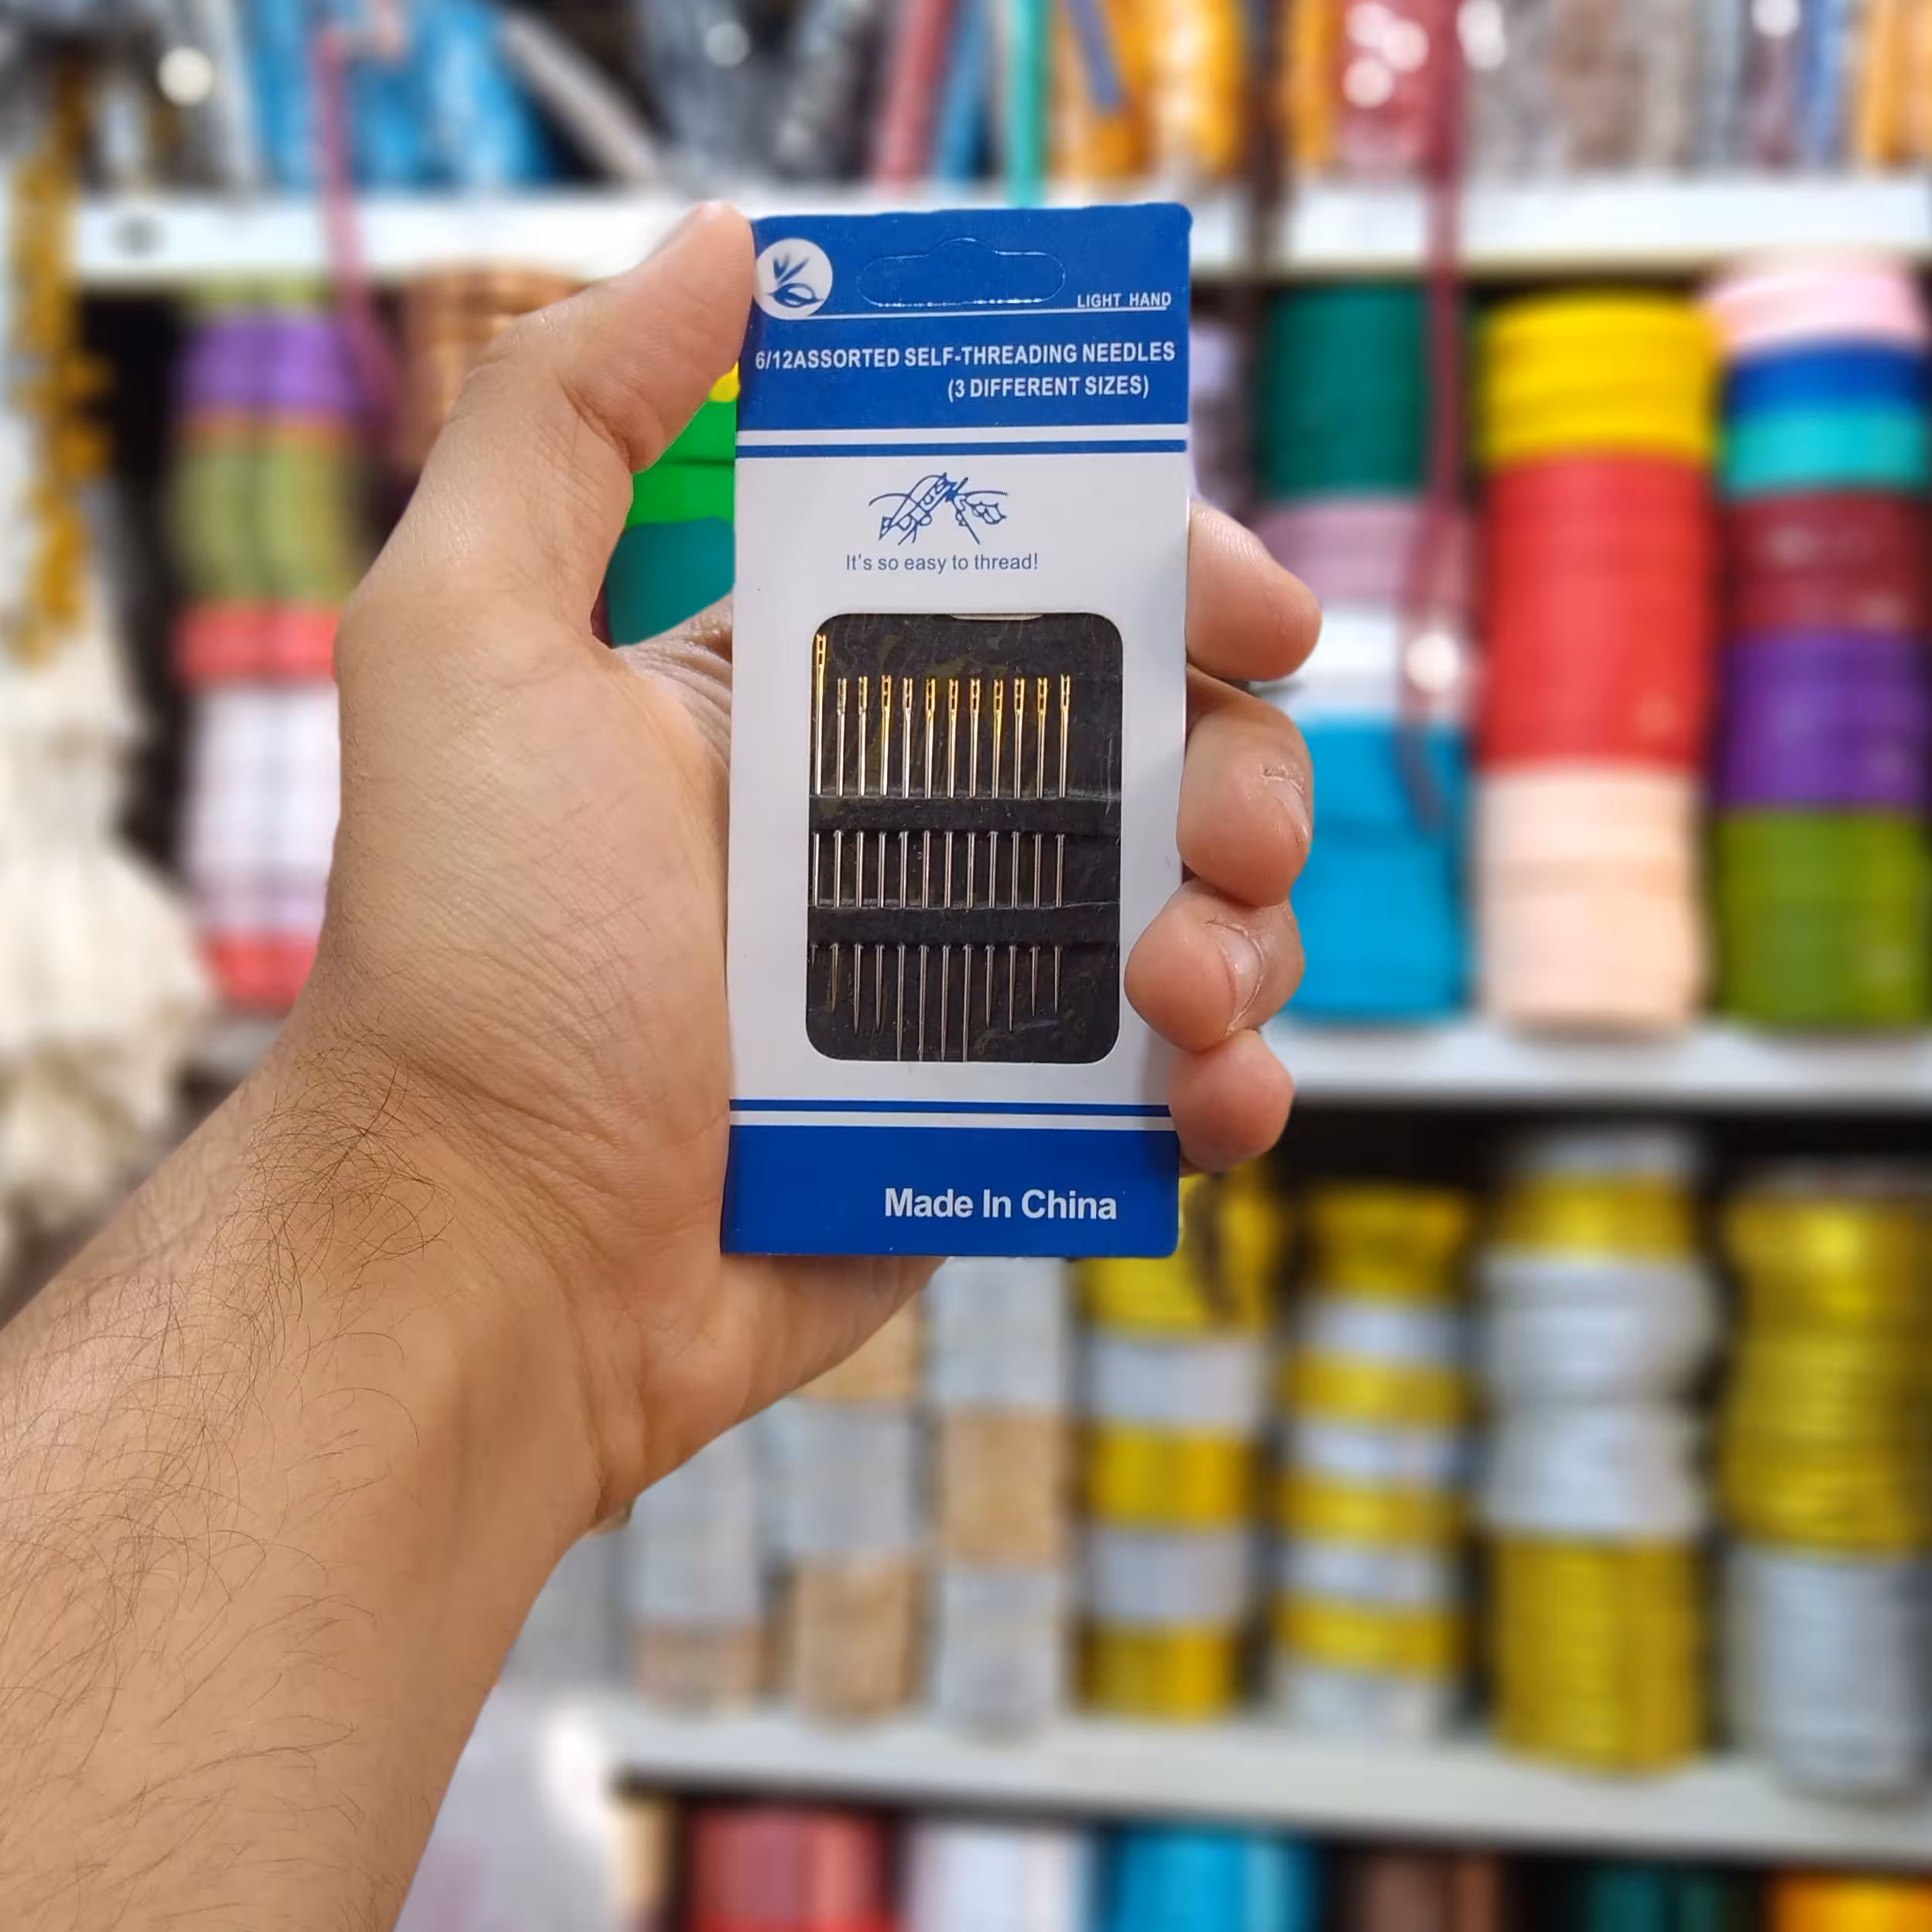 LIGHT HAND
6/12ASSORTED SELF-THREADING NEEDLES
(3 DIFFERENT SIZES)
It's so easy to thread!
Made In China